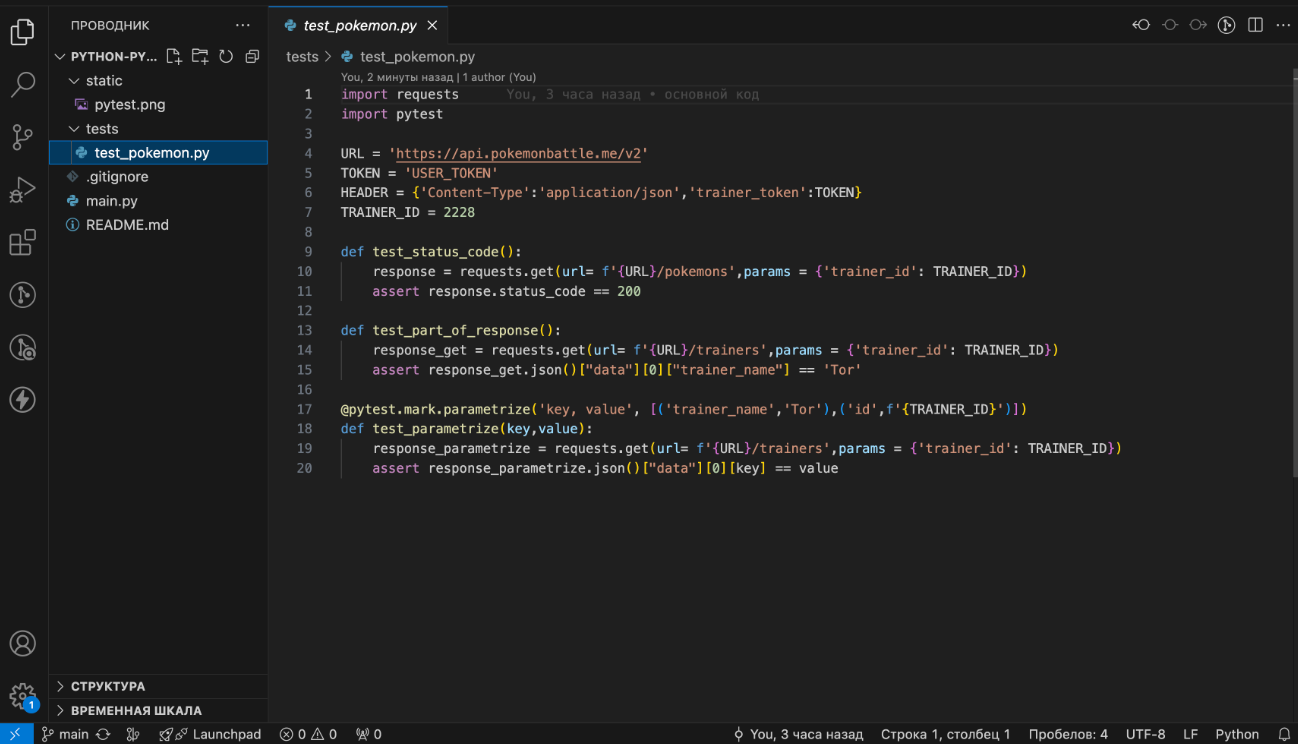 ПРОВОДНИК
PYTHON-PY...
static
pytest.png
tests
test_pokemon.py
.gitignore
main.py
README.md
СТРУКТУРА
ВРЕМЕННАЯ ШКАЛА
test_pokemon.py
tests > test_pokemon.py
You, 2 минуты назад | 1 author (You)
1 import requests You, 3 часа назад • основной код
2 import pytest
3
4 URL = 'https://api.pokemonbattle.me/v2'
5 TOKEN = 'USER_TOKEN'
6 HEADER = {'Content-Type':'application/json','trainer_token':TOKEN}
7 TRAINER_ID = 2228
8
9 def test_status_code():
10     response = requests.get(url= f'{URL}/pokemons',params = {'trainer_id': TRAINER_ID})
11     assert response.status_code == 200
12
13 def test_part_of_response():
14     response_get = requests.get(url= f'{URL}/trainers',params = {'trainer_id': TRAINER_ID})
15     assert response_get.json()["data"][0]["trainer_name"] == 'Tor'
16
17 @pytest.mark.parametrize('key, value', [('trainer_name','Tor'),('id',f'{TRAINER_ID}')])
18 def test_parametrize(key,value):
19     response_parametrize = requests.get(url= f'{URL}/trainers',params = {'trainer_id': TRAINER_ID})
20     assert response_parametrize.json()["data"][0][key] == value
1
main Launchpad 0 0 0 You, 3 часа назад Строка 1, столбец 1 Пробелов: 4 UTF-8 LF Python